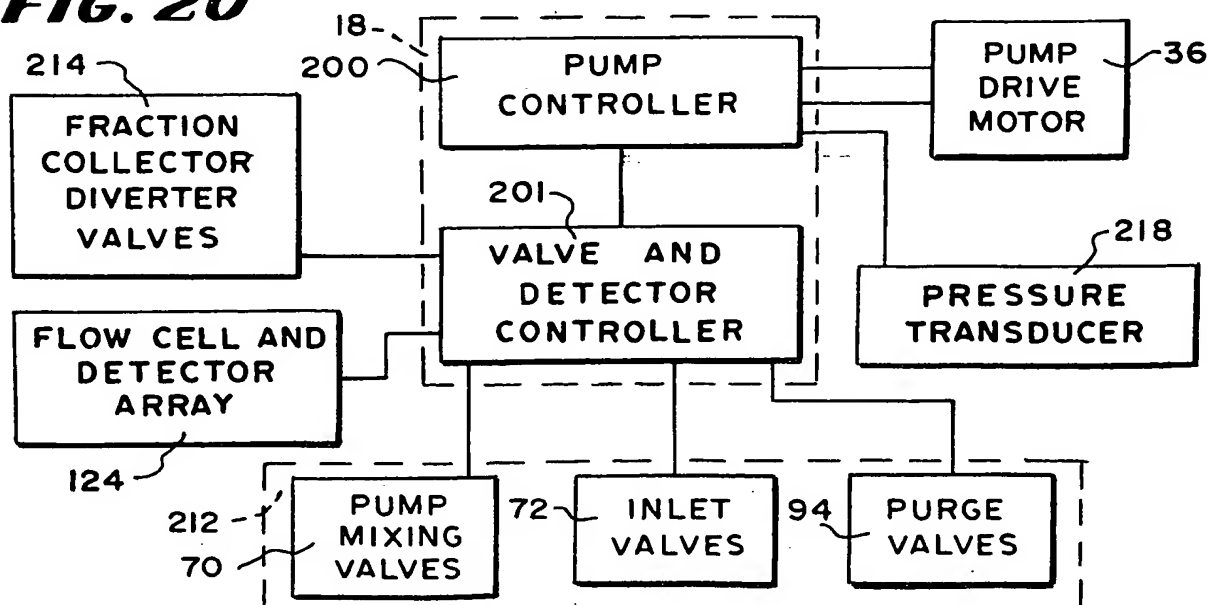 FIG. 20
18
200
PUMP
CONTROLLER
PUMP
DRIVE
MOTOR
36
214
FRACTION
COLLECTOR
DIVERTER
VALVES
201
VALVE AND
DETECTOR
CONTROLLER
218
PRESSURE
TRANSDUCER
FLOW CELL AND
DETECTOR
ARRAY
124
212
70
PUMP
MIXING
VALVES
72
INLET
VALVES
94
PURGE
VALVES